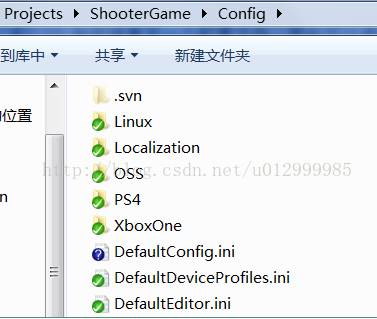 Projects ▸ ShooterGame ▸ Config ▸
到库中 共享 新建文件夹
.svn
的位置
Linux
Localization
http://blog.csdn.net/u012999985
OSS
PS4
n
XboxOne
DefaultConfig.ini
DefaultDeviceProfiles.ini
DefaultEditor.ini